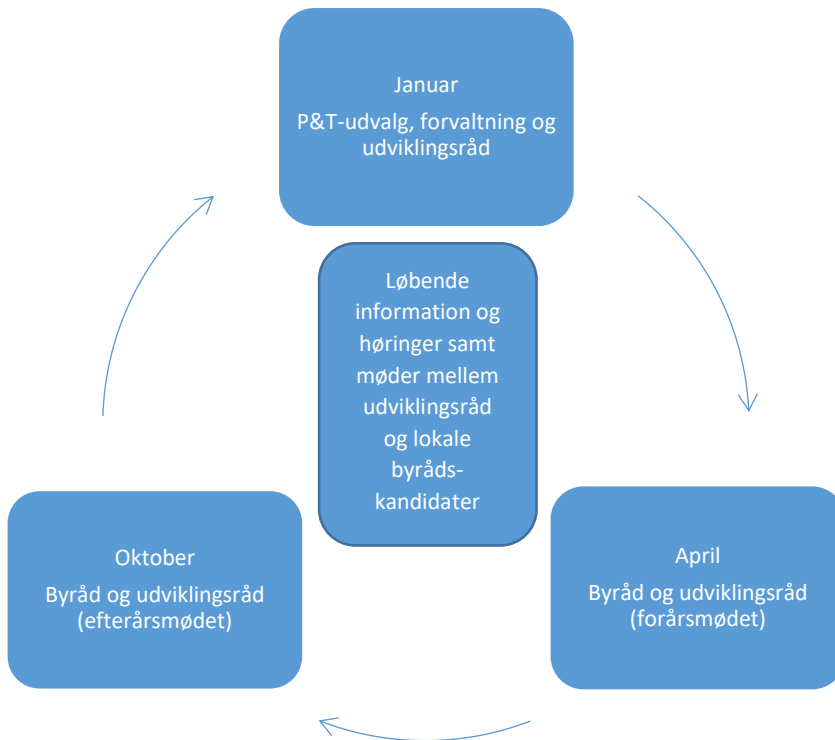 Januar
P&T-udvalg, forvaltning og
udviklingsråd
Løbende
information og
høringer samt
møder mellem
udviklingsråd
og lokale
byråds-
kandidater
Oktober
Byråd og udviklingsråd
(efterårsmødet)
April
Byråd og udviklingsråd
(forårsmødet)